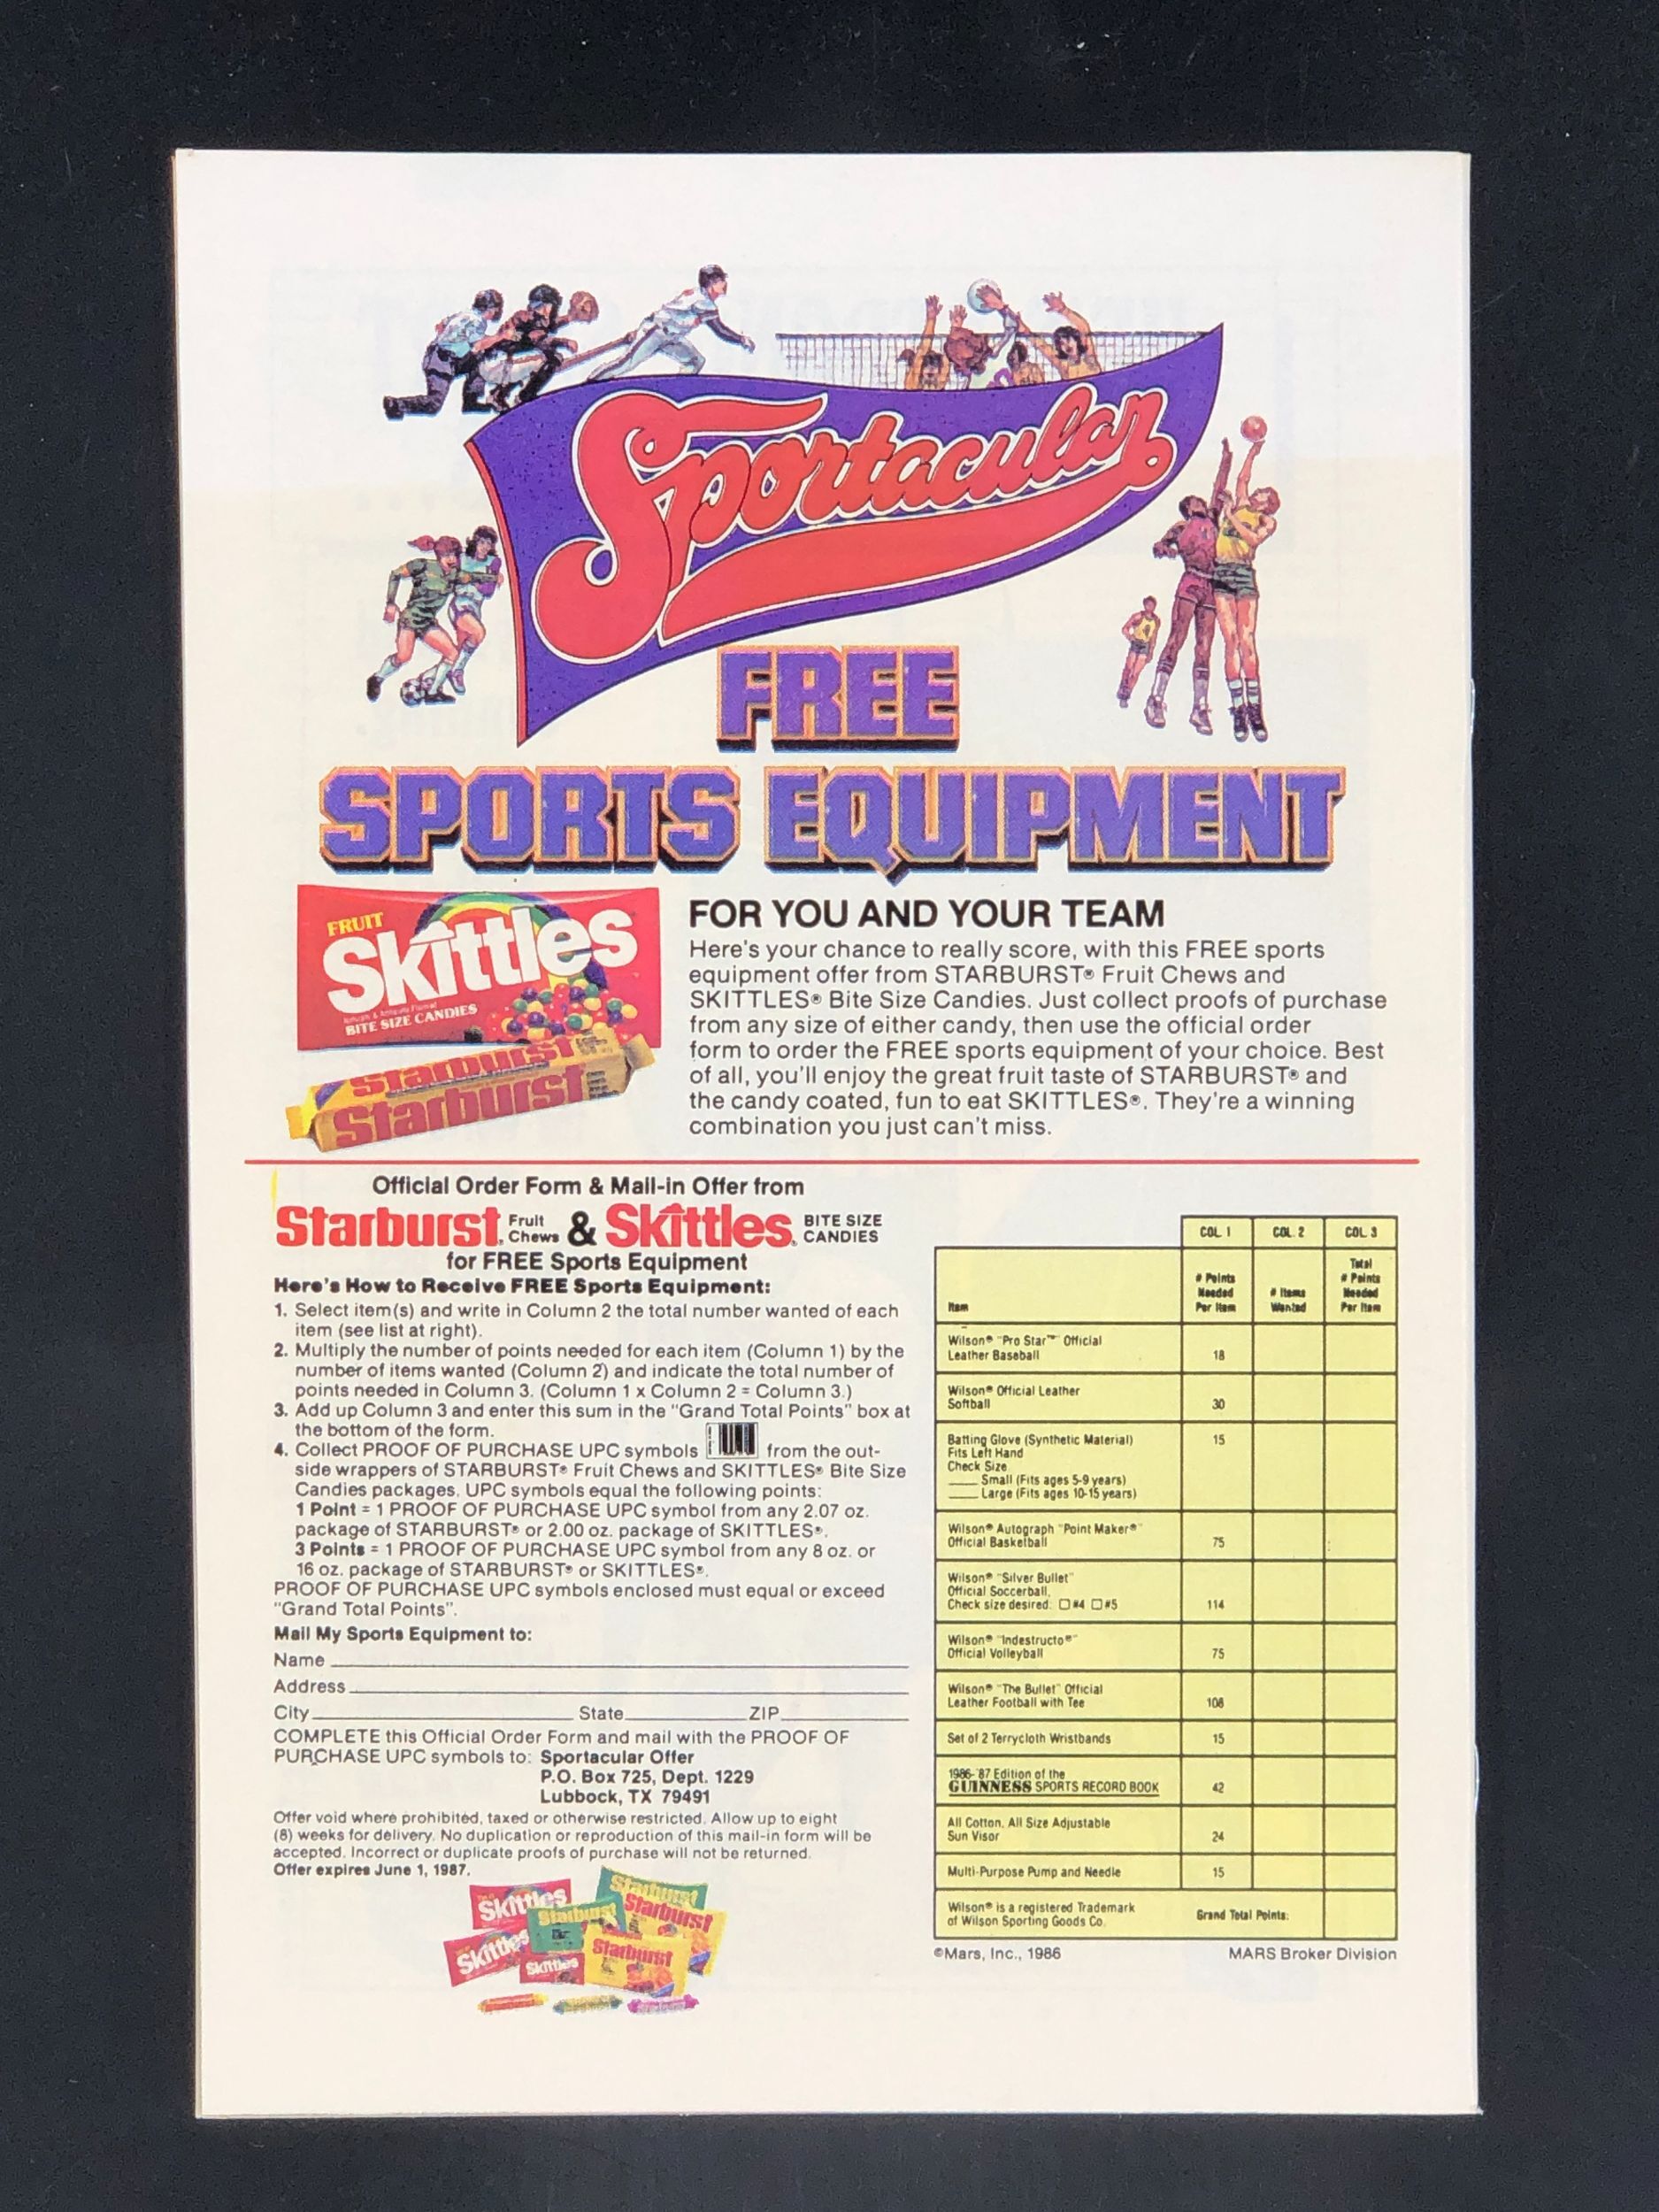 Sportacular
FREE
SPORTS EQUIPMENT
FRUIT
Skittles
BITE SIZE CANDIES
Starburst
Starburst
FOR YOU AND YOUR TEAM
Here's your chance to really score, with this FREE sports
equipment offer from STARBURST® Fruit Chews and
SKITTLES® Bite Size Candies. Just collect proofs of purchase
from any size of either candy, then use the official order
form to order the FREE sports equipment of your choice. Best
of all, you'll enjoy the great fruit taste of STARBURST® and
the candy coated, fun to eat SKITTLES®. They're a winning
combination you just can't miss.
Official Order Form & Mail-in Offer from
Starburst® Fruit Chews & Skittles® BITE SIZE CANDIES
for FREE Sports Equipment
Here's How to Receive FREE Sports Equipment:
1. Select item(s) and write in Column 2 the total number wanted of each
item (see list at right).
2. Multiply the number of points needed for each item (Column 1) by the
number of items wanted (Column 2) and indicate the total number of
points needed in Column 3. (Column 1 x Column 2 = Column 3.)
3. Add up Column 3 and enter this sum in the "Grand Total Points" box at
the bottom of the form.
4. Collect PROOF OF PURCHASE UPC symbols from the out-
side wrappers of STARBURST® Fruit Chews and SKITTLES® Bite Size
Candies packages. UPC symbols equal the following points:
1 Point = 1 PROOF OF PURCHASE UPC symbol from any 2.07 oz.
package of STARBURST® or 2.00 oz. package of SKITTLES®.
3 Points = 1 PROOF OF PURCHASE UPC symbol from any 8 oz. or
16 oz. package of STARBURST® or SKITTLES®.
PROOF OF PURCHASE UPC symbols enclosed must equal or exceed
"Grand Total Points".
Mail My Sports Equipment to:
Name
Address
City State ZIP
COMPLETE this Official Order Form and mail with the PROOF OF
PURCHASE UPC symbols to: Sportacular Offer
P.O. Box 725, Dept. 1229
Lubbock, TX 79491
Offer void where prohibited, taxed or otherwise restricted. Allow up to eight
(8) weeks for delivery. No duplication or reproduction of this mail-in form will be
accepted. Incorrect or duplicate proofs of purchase will not be returned.
Offer expires June 1, 1987.
Skittles
Starburst
Starburst
Starburst
Skittles
Skittles
Starburst
COL. 1 COL. 2 COL. 3
Item # Points Needed Per Item # Items Wanted Total # Points Needed Per Item
Wilson® "Pro Star™" Official
Leather Baseball 18
Wilson® Official Leather
Softball 30
Batting Glove (Synthetic Material) 15
Fits Left Hand
Check Size
Small (Fits ages 5-9 years)
Large (Fits ages 10-15 years)
Wilson® Autograph "Point Maker®"
Official Basketball 75
Wilson® "Silver Bullet"
Official Soccerball,
Check size desired: □ #4 □ #5 114
Wilson® "Indestructo®"
Official Volleyball 75
Wilson® "The Bullet" Official
Leather Football with Tee 108
Set of 2 Terrycloth Wristbands 15
1986-'87 Edition of the
GUINNESS SPORTS RECORD BOOK 42
All Cotton, All Size Adjustable
Sun Visor 24
Multi-Purpose Pump and Needle 15
Wilson® is a registered Trademark
of Wilson Sporting Goods Co. Grand Total Points:
©Mars, Inc., 1986 MARS Broker Division